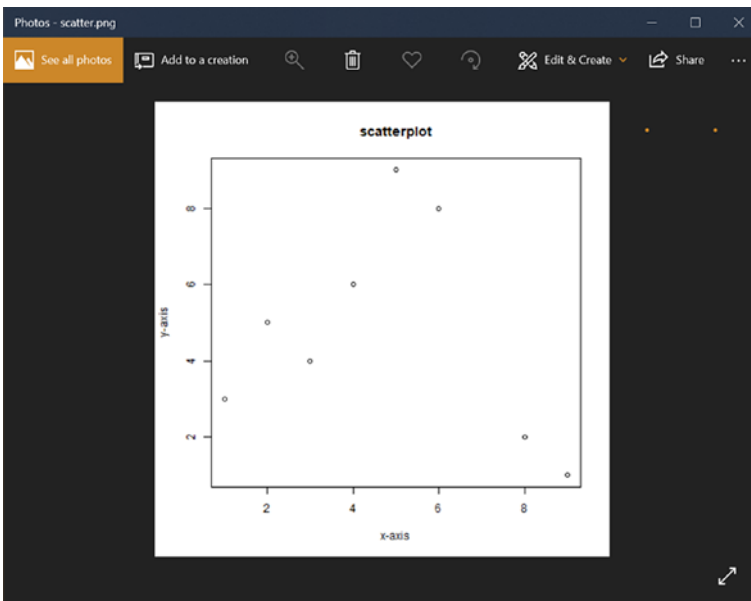 Photos - scatter.png
See all photos
Add to a creation
Edit & Create
Share
scatterplot
8
6
4
2
y-axis
2
4
6
8
x-axis